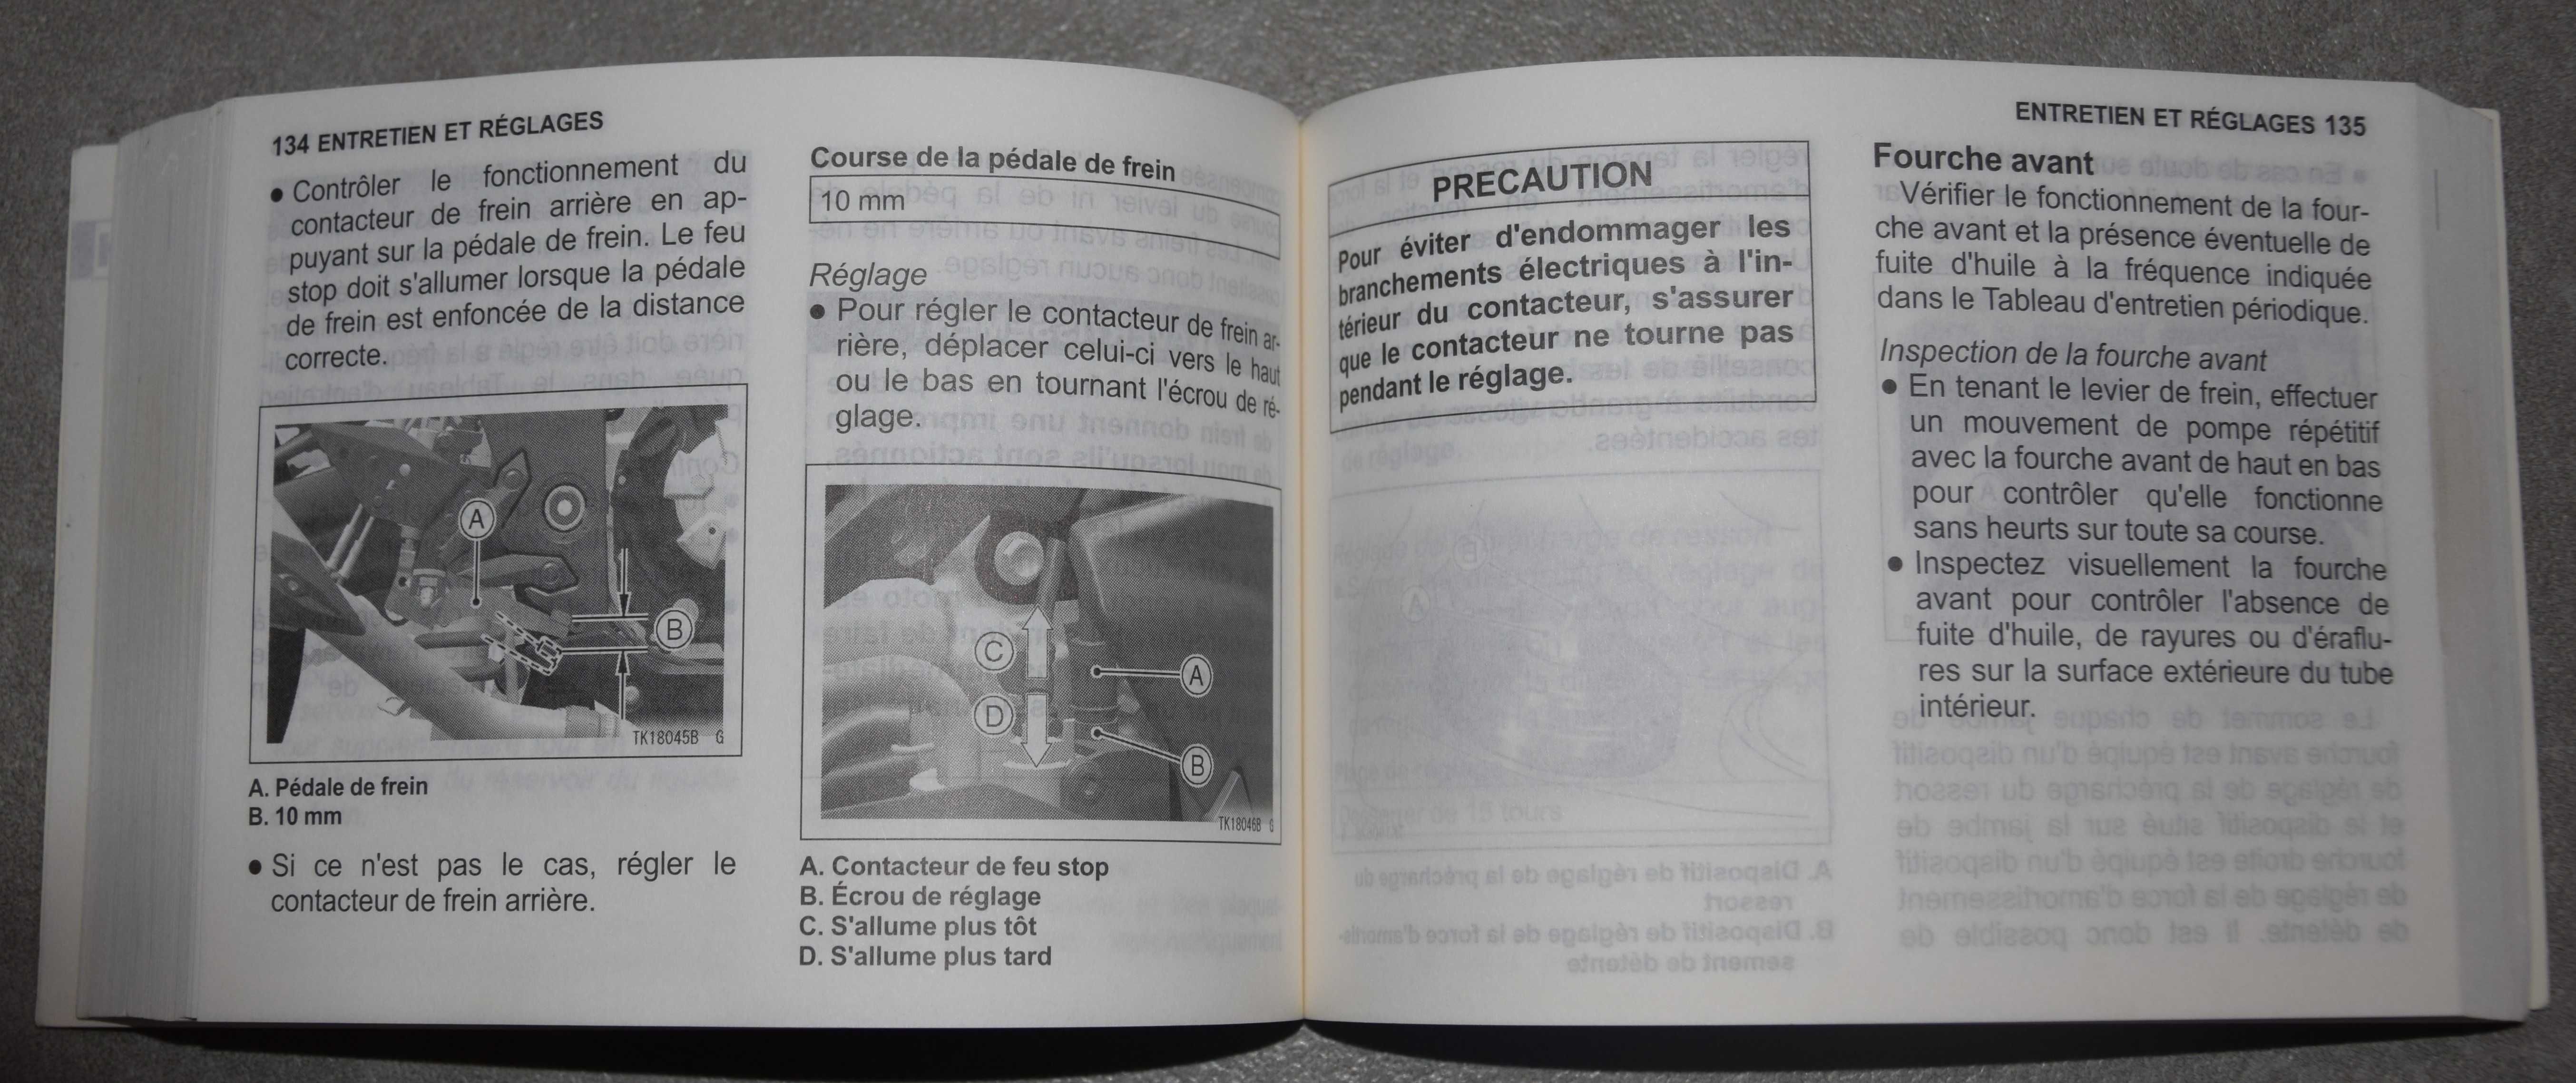 134 ENTRETIEN ET RÉGLAGES
● Contrôler le fonctionnement du
contacteur de frein arrière en ap-
puyant sur la pédale de frein. Le feu
stop doit s'allumer lorsque la pédale
de frein est enfoncée de la distance
correcte.
A
B
TK18045B G
A. Pédale de frein
B. 10 mm
● Si ce n'est pas le cas, régler le
contacteur de frein arrière.
Course de la pédale de frein
10 mm
Réglage
● Pour régler le contacteur de frein ar-
rière, déplacer celui-ci vers le haut
ou le bas en tournant l'écrou de ré-
glage.
C
A
D
B
TK18046B G
A. Contacteur de feu stop
B. Écrou de réglage
C. S'allume plus tôt
D. S'allume plus tard
ENTRETIEN ET RÉGLAGES 135
PRECAUTION
Pour éviter d'endommager les
branchements électriques à l'in-
térieur du contacteur, s'assurer
que le contacteur ne tourne pas
pendant le réglage.
Fourche avant
Vérifier le fonctionnement de la four-
che avant et la présence éventuelle de
fuite d'huile à la fréquence indiquée
dans le Tableau d'entretien périodique.
Inspection de la fourche avant
● En tenant le levier de frein, effectuer
un mouvement de pompe répétitif
avec la fourche avant de haut en bas
pour contrôler qu'elle fonctionne
sans heurts sur toute sa course.
● Inspectez visuellement la fourche
avant pour contrôler l'absence de
fuite d'huile, de rayures ou d'éraflu-
res sur la surface extérieure du tube
intérieur.